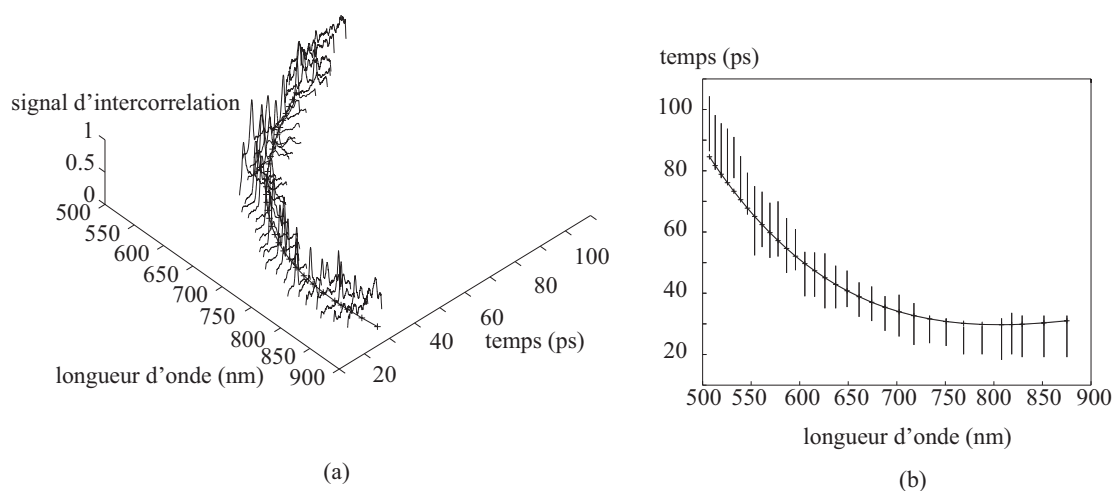 signal d'intercorrelation
1
0.5
0
500
550
600
650
700
750
800
850
900
longueur d'onde (nm)
20
40
60
80
100
temps (ps)
(a)
temps (ps)
100
80
60
40
20
500 550 600 650 700 750 800 850 900
longueur d'onde (nm)
(b)